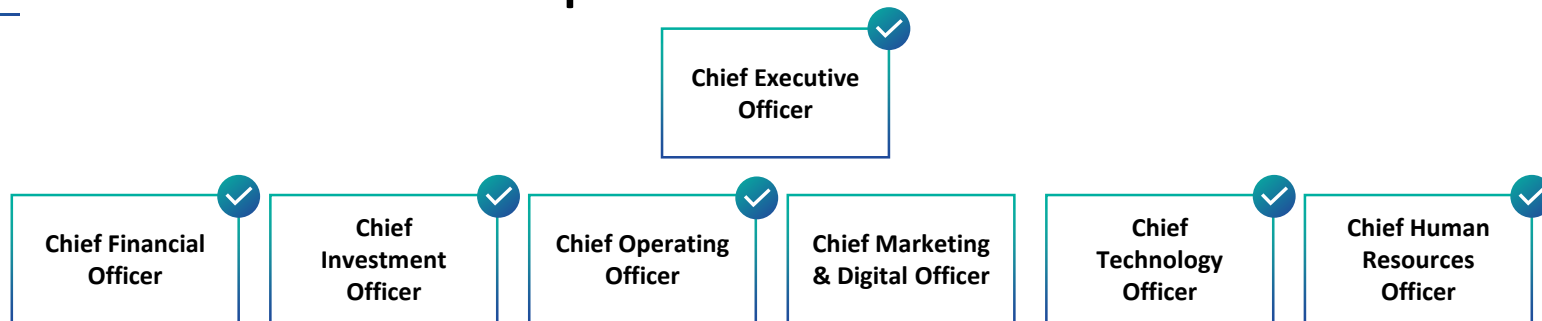 Chief Executive
Officer
Chief Financial
Officer
Chief
Investment
Officer
Chief Operating
Officer
Chief Marketing
& Digital Officer
Chief
Technology
Officer
Chief Human
Resources
Officer